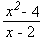 x² - 4
x - 2